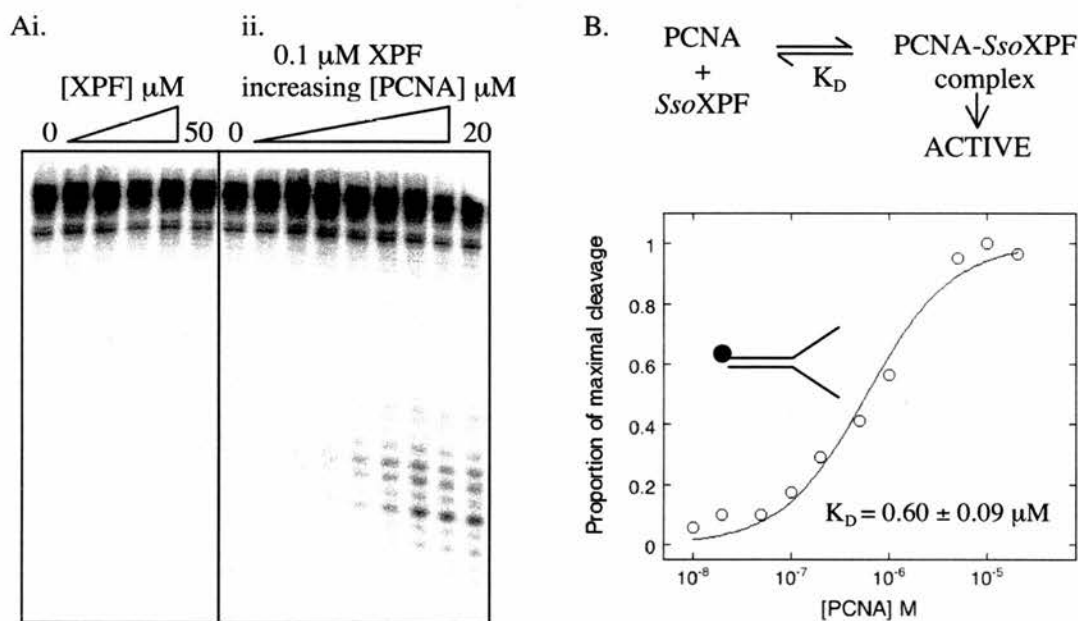 Ai.
[XPF] μM
0
50
ii.
0.1 μM XPF
increasing [PCNA] μM
0
20
B.
PCNA
+
SsoXPF
K_D
PCNA-SsoXPF
complex
ACTIVE
Proportion of maximal cleavage
1
0.8
0.6
0.4
0.2
0
K_D = 0.60 ± 0.09 μM
10⁻⁸
10⁻⁷
10⁻⁶
10⁻⁵
[PCNA] M